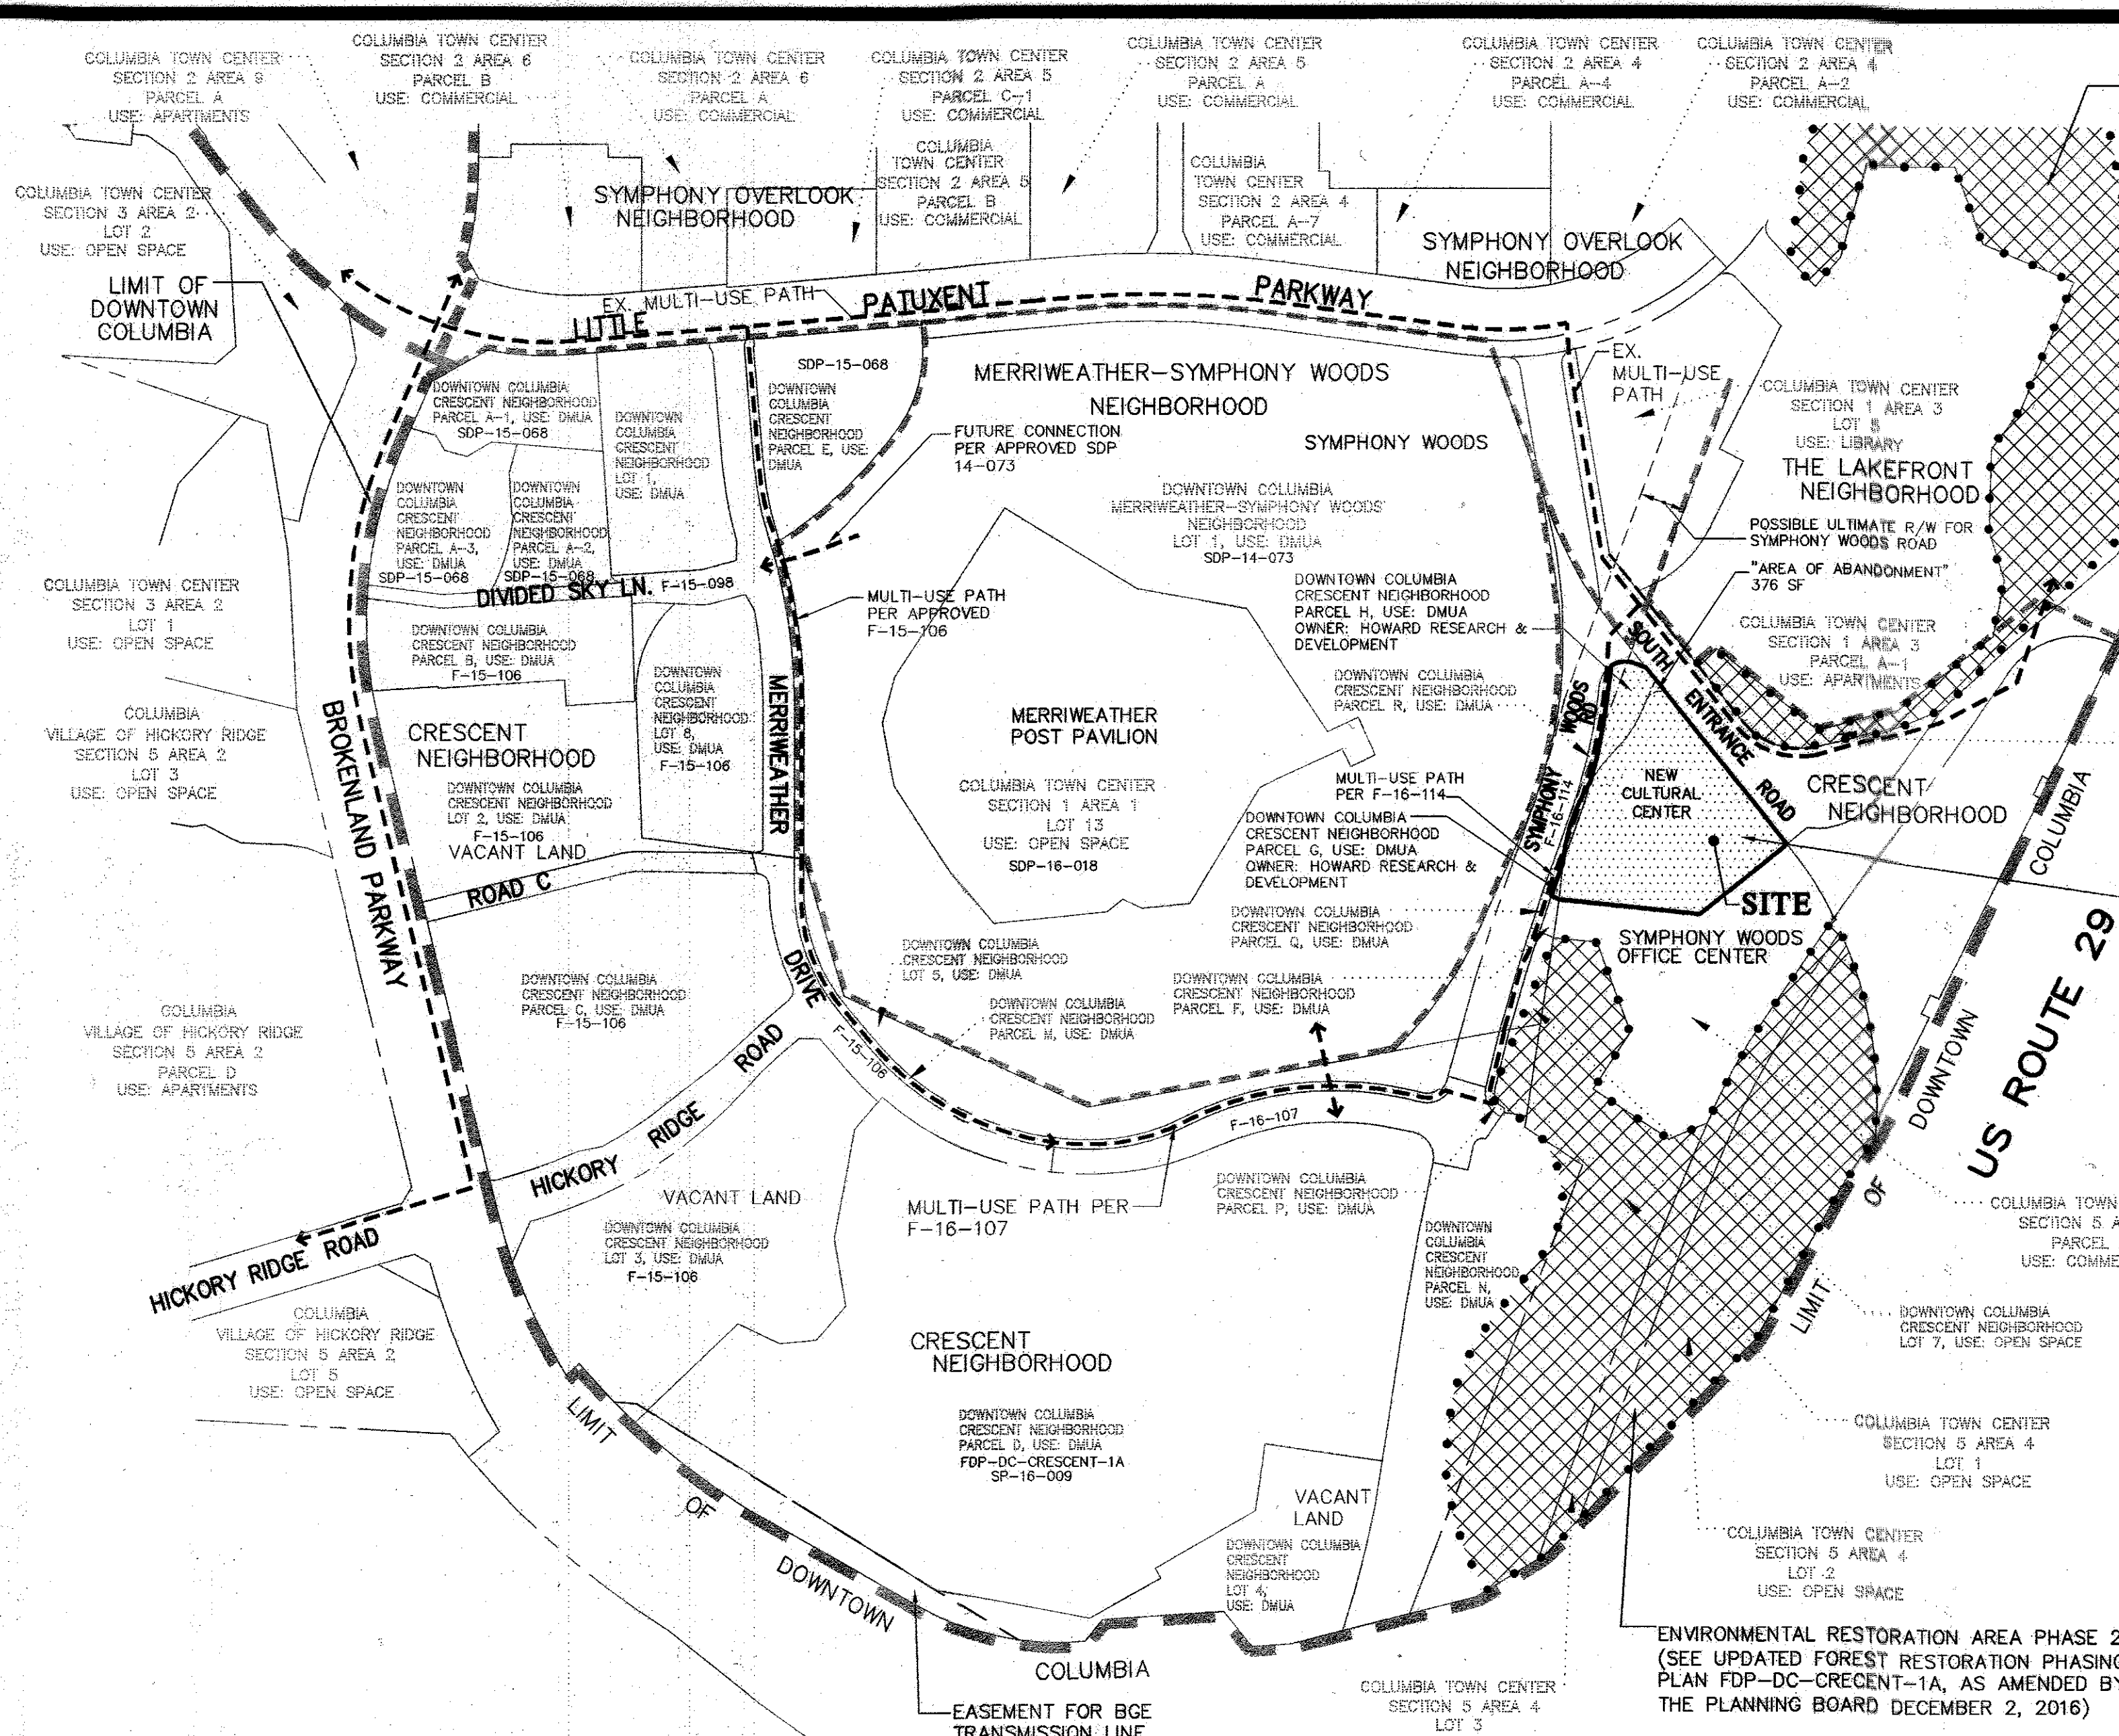 COLUMBIA TOWN CENTER
SECTION 2 AREA 9
PARCEL A
USE: APARTMENTS
COLUMBIA TOWN CENTER
SECTION 2 AREA 6
PARCEL B
USE: COMMERCIAL
COLUMBIA TOWN CENTER
SECTION 2 AREA 6
PARCEL A
USE: COMMERCIAL
COLUMBIA TOWN CENTER
SECTION 2 AREA 5
PARCEL C-1
USE: COMMERCIAL
COLUMBIA TOWN CENTER
SECTION 2 AREA 5
PARCEL A
USE: COMMERCIAL
COLUMBIA TOWN CENTER
SECTION 2 AREA 4
PARCEL A-4
USE: COMMERCIAL
COLUMBIA TOWN CENTER
SECTION 2 AREA 4
PARCEL A-2
USE: COMMERCIAL
COLUMBIA
TOWN CENTER
SECTION 2 AREA 5
PARCEL B
USE: COMMERCIAL
COLUMBIA
TOWN CENTER
SECTION 2 AREA 4
PARCEL A-7
USE: COMMERCIAL
COLUMBIA TOWN CENTER
SECTION 3 AREA 2
LOT 2
USE: OPEN SPACE
SYMPHONY OVERLOOK
NEIGHBORHOOD
SYMPHONY OVERLOOK
NEIGHBORHOOD
LIMIT OF
DOWNTOWN
COLUMBIA
EX. MULTI-USE PATH
LITTLE PATUXENT PARKWAY
EX.
MULTI-USE
PATH
SDP-15-068
DOWNTOWN
COLUMBIA
CRESCENT
NEIGHBORHOOD
PARCEL E, USE:
DMUA
DOWNTOWN COLUMBIA
CRESCENT NEIGHBORHOOD
PARCEL A-1, USE: DMUA
SDP-15-068
DOWNTOWN
COLUMBIA
CRESCENT
NEIGHBORHOOD
LOT 1,
USE: DMUA
MERRIWEATHER-SYMPHONY WOODS
NEIGHBORHOOD
SYMPHONY WOODS
FUTURE CONNECTION
PER APPROVED SDP
14-073
COLUMBIA TOWN CENTER
SECTION 1 AREA 3
LOT 5
USE: LIBRARY
THE LAKEFRONT
NEIGHBORHOOD
DOWNTOWN
COLUMBIA
CRESCENT
NEIGHBORHOOD
PARCEL A-3,
USE: DMUA
SDP-15-068
DOWNTOWN
COLUMBIA
CRESCENT
NEIGHBORHOOD
PARCEL A-2,
USE: DMUA
SDP-15-068
DOWNTOWN COLUMBIA
MERRIWEATHER-SYMPHONY WOODS
NEIGHBORHOOD
LOT 1, USE: DMUA
SDP-14-073
POSSIBLE ULTIMATE R/W FOR
SYMPHONY WOODS ROAD
"AREA OF ABANDONMENT"
376 SF
DIVIDED SKY LN. F-15-098
MULTI-USE PATH
PER APPROVED
F-15-106
COLUMBIA TOWN CENTER
SECTION 3 AREA 2
LOT 1
USE: OPEN SPACE
DOWNTOWN COLUMBIA
CRESCENT NEIGHBORHOOD
PARCEL B, USE: DMUA
F-15-106
DOWNTOWN COLUMBIA
CRESCENT NEIGHBORHOOD
PARCEL H, USE: DMUA
OWNER: HOWARD RESEARCH &
DEVELOPMENT
COLUMBIA TOWN CENTER
SECTION 1 AREA 3
PARCEL A-1
USE: APARTMENTS
DOWNTOWN COLUMBIA
CRESCENT NEIGHBORHOOD
PARCEL R, USE: DMUA
DOWNTOWN
COLUMBIA
CRESCENT
NEIGHBORHOOD
LOT 8,
USE: DMUA
F-15-106
MERRIWEATHER DRIVE
F-15-106
SOUTH ENTRANCE ROAD
SYMPHONY WOODS RD
F-16-114
BROKENLAND PARKWAY
COLUMBIA
VILLAGE OF HICKORY RIDGE
SECTION 5 AREA 2
LOT 3
USE: OPEN SPACE
CRESCENT
NEIGHBORHOOD
MERRIWEATHER
POST PAVILION
COLUMBIA TOWN CENTER
SECTION 1 AREA 1
LOT 13
USE: OPEN SPACE
SDP-16-018
MULTI-USE PATH
PER F-16-114
DOWNTOWN COLUMBIA
CRESCENT NEIGHBORHOOD
PARCEL G, USE: DMUA
OWNER: HOWARD RESEARCH &
DEVELOPMENT
NEW
CULTURAL
CENTER
CRESCENT
NEIGHBORHOOD
DOWNTOWN COLUMBIA
CRESCENT NEIGHBORHOOD
LOT 2, USE: DMUA
F-15-106
VACANT LAND
ROAD C
SITE
SYMPHONY WOODS
OFFICE CENTER
DOWNTOWN COLUMBIA
CRESCENT NEIGHBORHOOD
PARCEL Q, USE: DMUA
DOWNTOWN COLUMBIA
CRESCENT NEIGHBORHOOD
LOT 5, USE: DMUA
DOWNTOWN COLUMBIA
CRESCENT NEIGHBORHOOD
PARCEL F, USE: DMUA
DOWNTOWN COLUMBIA
CRESCENT NEIGHBORHOOD
PARCEL M, USE: DMUA
DOWNTOWN COLUMBIA
CRESCENT NEIGHBORHOOD
PARCEL C, USE: DMUA
F-15-106
COLUMBIA
VILLAGE OF HICKORY RIDGE
SECTION 5 AREA 2
PARCEL D
USE: APARTMENTS
US ROUTE 29
LIMIT OF DOWNTOWN COLUMBIA
HICKORY RIDGE ROAD
F-16-107
VACANT LAND
MULTI-USE PATH PER
F-16-107
DOWNTOWN COLUMBIA
CRESCENT NEIGHBORHOOD
PARCEL P, USE: DMUA
DOWNTOWN COLUMBIA
CRESCENT NEIGHBORHOOD
LOT 3, USE: DMUA
F-15-106
DOWNTOWN
COLUMBIA
CRESCENT
NEIGHBORHOOD
PARCEL N,
USE: DMUA
COLUMBIA TOWN
SECTION 5 A
PARCEL
USE: COMME
HICKORY RIDGE ROAD
COLUMBIA
VILLAGE OF HICKORY RIDGE
SECTION 5 AREA 2
LOT 5
USE: OPEN SPACE
DOWNTOWN COLUMBIA
CRESCENT NEIGHBORHOOD
LOT 7, USE: OPEN SPACE
CRESCENT
NEIGHBORHOOD
DOWNTOWN COLUMBIA
CRESCENT NEIGHBORHOOD
PARCEL D, USE: DMUA
FDP-DC-CRESCENT-1A
SP-16-009
COLUMBIA TOWN CENTER
SECTION 5 AREA 4
LOT 1
USE: OPEN SPACE
VACANT
LAND
DOWNTOWN COLUMBIA
CRESCENT
NEIGHBORHOOD
LOT 4,
USE: DMUA
COLUMBIA TOWN CENTER
SECTION 5 AREA 4
LOT 2
USE: OPEN SPACE
LIMIT OF DOWNTOWN COLUMBIA
ENVIRONMENTAL RESTORATION AREA PHASE 2
(SEE UPDATED FOREST RESTORATION PHASING
PLAN FDP-DC-CRECENT-1A, AS AMENDED BY
THE PLANNING BOARD DECEMBER 2, 2016)
COLUMBIA TOWN CENTER
SECTION 5 AREA 4
LOT 3
EASEMENT FOR BGE
TRANSMISSION LINE